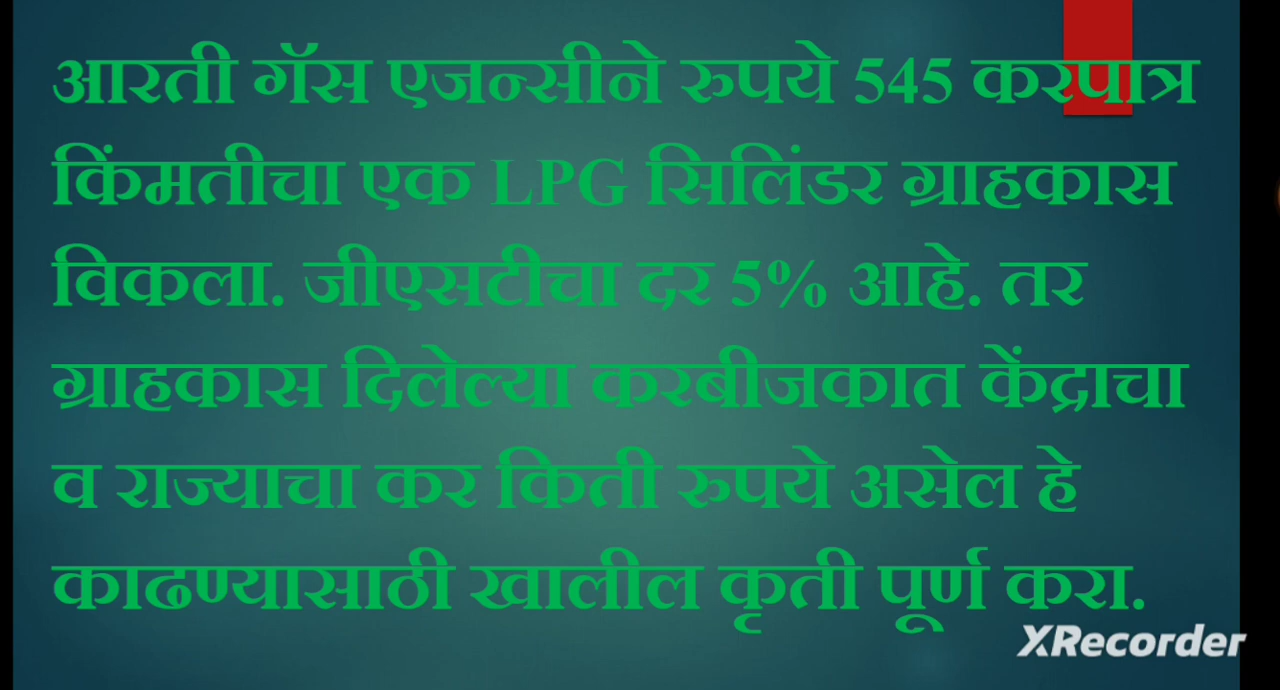 आरती गॅस एजन्सीने रुपये 545 करपात्र
किंमतीचा एक LPG सिलिंडर ग्राहकास
विकला. जीएसटीचा दर 5% आहे. तर
ग्राहकास दिलेल्या करबीजकात केंद्राचा
व राज्याचा कर किती रुपये असेल हे
काढण्यासाठी खालील कृती पूर्ण करा.
XRecorder